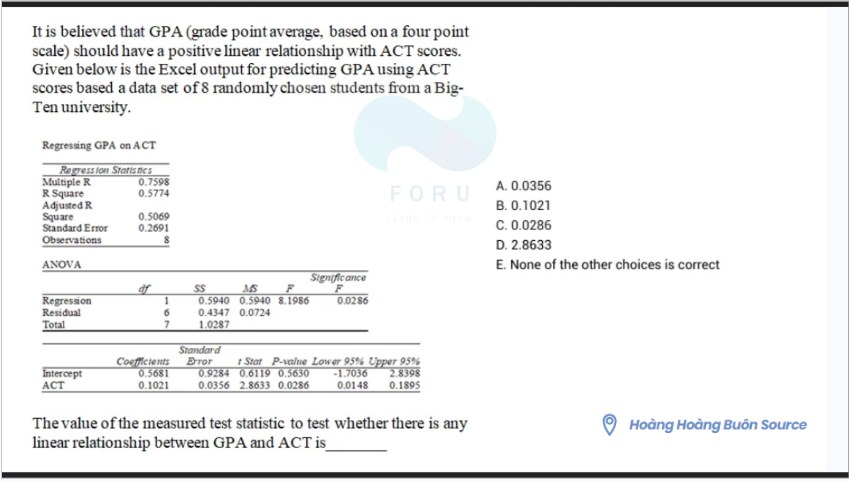 It is believed that GPA (grade point average, based on a four point
scale) should have a positive linear relationship with ACT scores.
Given below is the Excel output for predicting GPA using ACT
scores based a data set of 8 randomly chosen students from a Big-
Ten university.
Regressing GPA on ACT
Regression Statistics
Multiple R 0.7598
R Square 0.5774
Adjusted R
Square 0.5069
Standard Error 0.2691
Observations 8
ANOVA
Significance
df SS MS F F
Regression 1 0.5940 0.5940 8.1986 0.0286
Residual 6 0.4347 0.0724
Total 7 1.0287
Standard
Coefficients Error t Stat P-value Lower 95% Upper 95%
Intercept 0.5681 0.9284 0.6119 0.5630 -1.7036 2.8398
ACT 0.1021 0.0356 2.8633 0.0286 0.0148 0.1895
The value of the measured test statistic to test whether there is any
linear relationship between GPA and ACT is________
FORU
A. 0.0356
B. 0.1021
C. 0.0286
D. 2.8633
E. None of the other choices is correct
Hoàng Hoàng Buôn Source